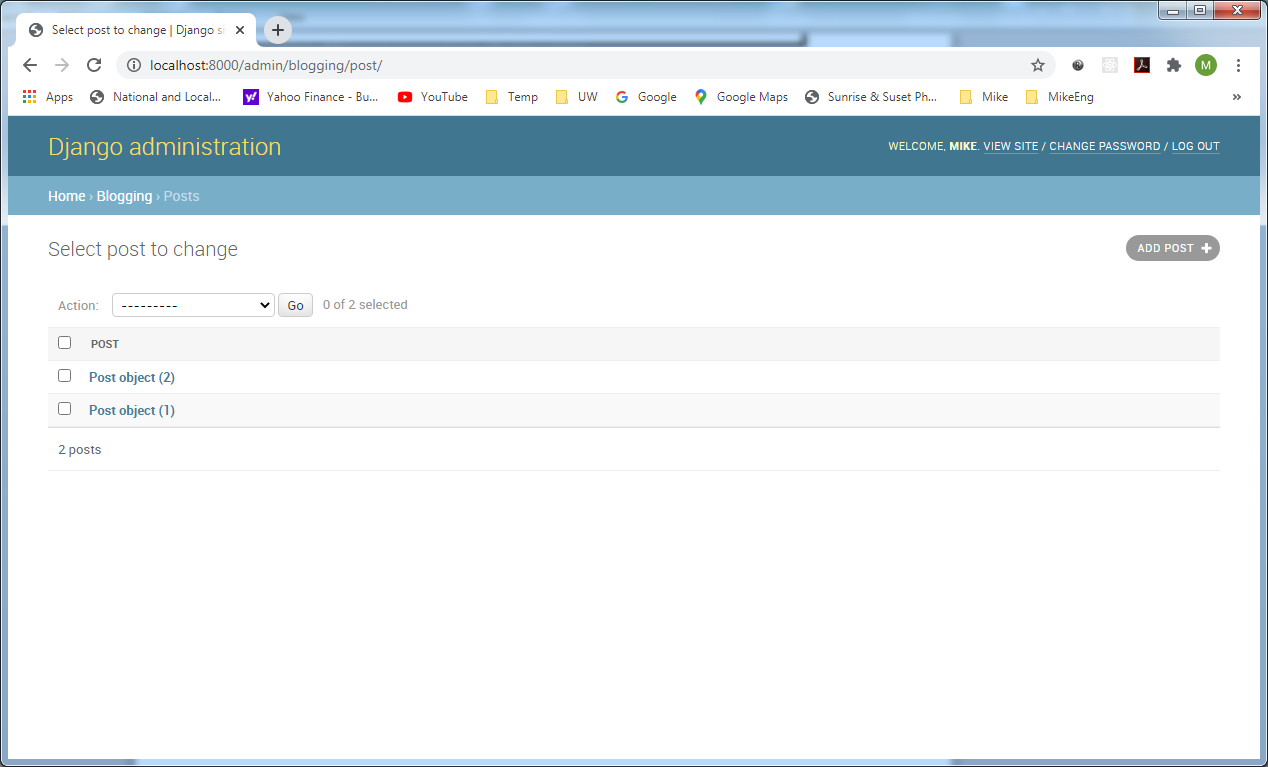 Select post to change | Django si
localhost:8000/admin/blogging/post/
M
Apps National and Local... Yahoo Finance - Bu... YouTube Temp UW Google Google Maps Sunrise & Suset Ph... Mike MikeEng »
Django administration
WELCOME, MIKE. VIEW SITE / CHANGE PASSWORD / LOG OUT
Home › Blogging › Posts
Select post to change
ADD POST +
Action: --------- Go 0 of 2 selected
POST
Post object (2)
Post object (1)
2 posts